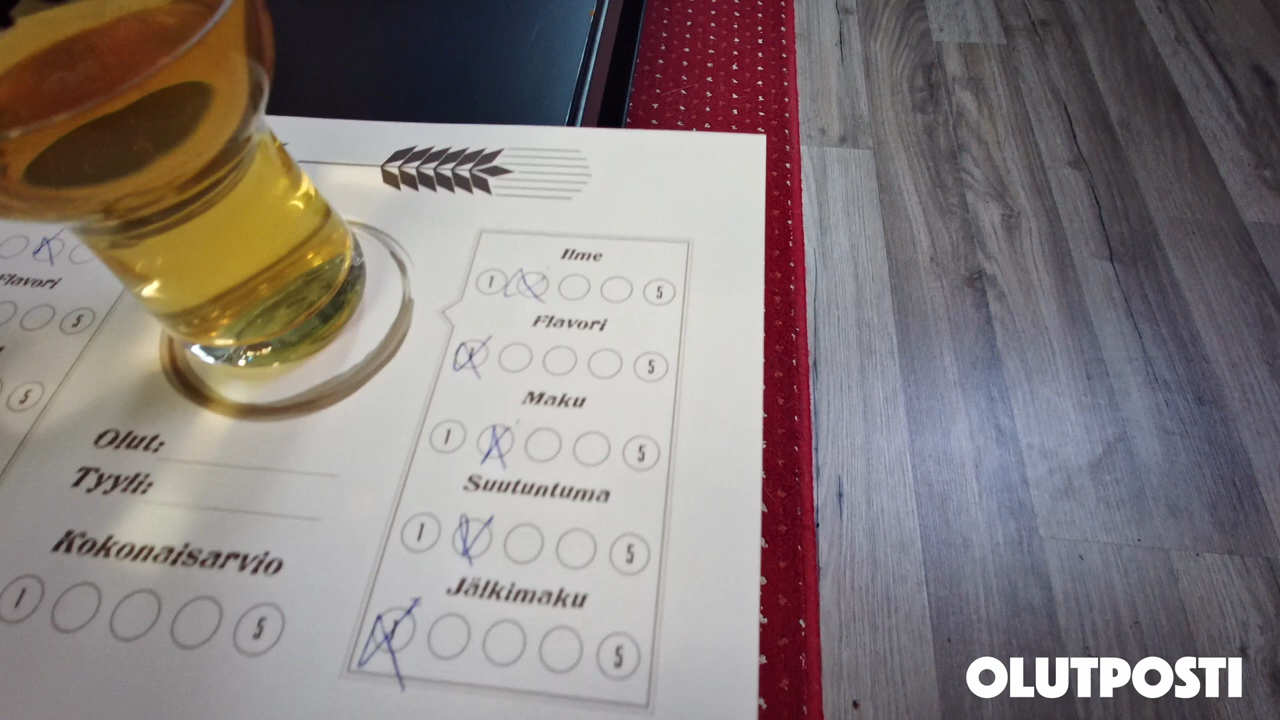 Flavori
5
5
Olut:
Tyyli:
Kokonaisarvio
1 5
Ilme
1 5
Flavori
5
Maku
1 5
Suutuntuma
1 5
Jälkimaku
5
OLUTPOSTI